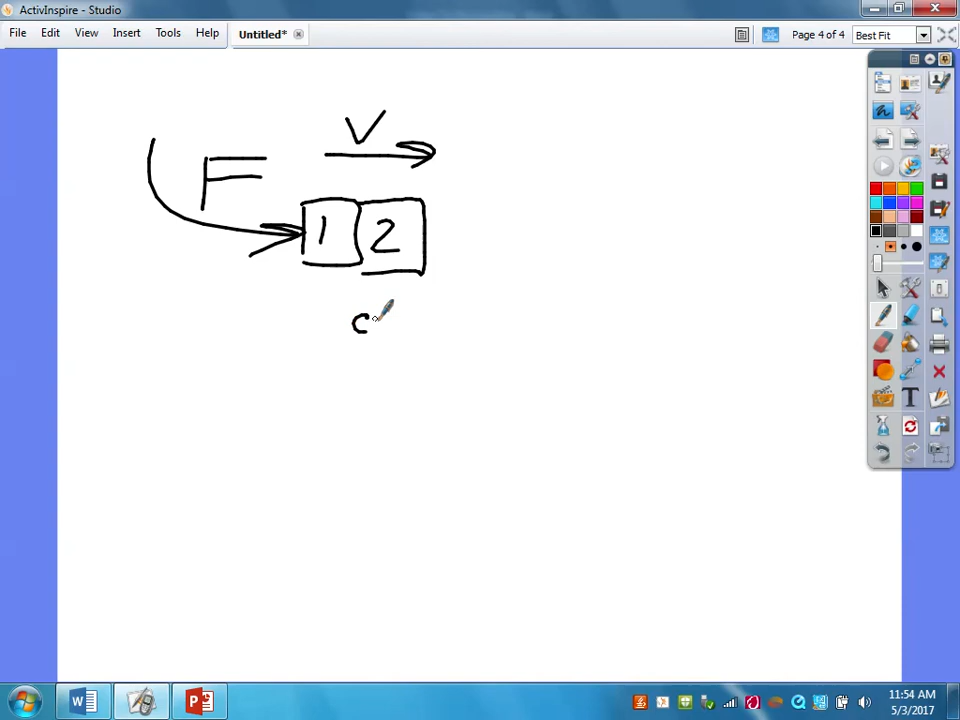 ActivInspire - Studio
File Edit View Insert Tools Help Untitled* Page 4 of 4 Best Fit
V
F
1 2
c
T
W P 11:54 AM
5/3/2017